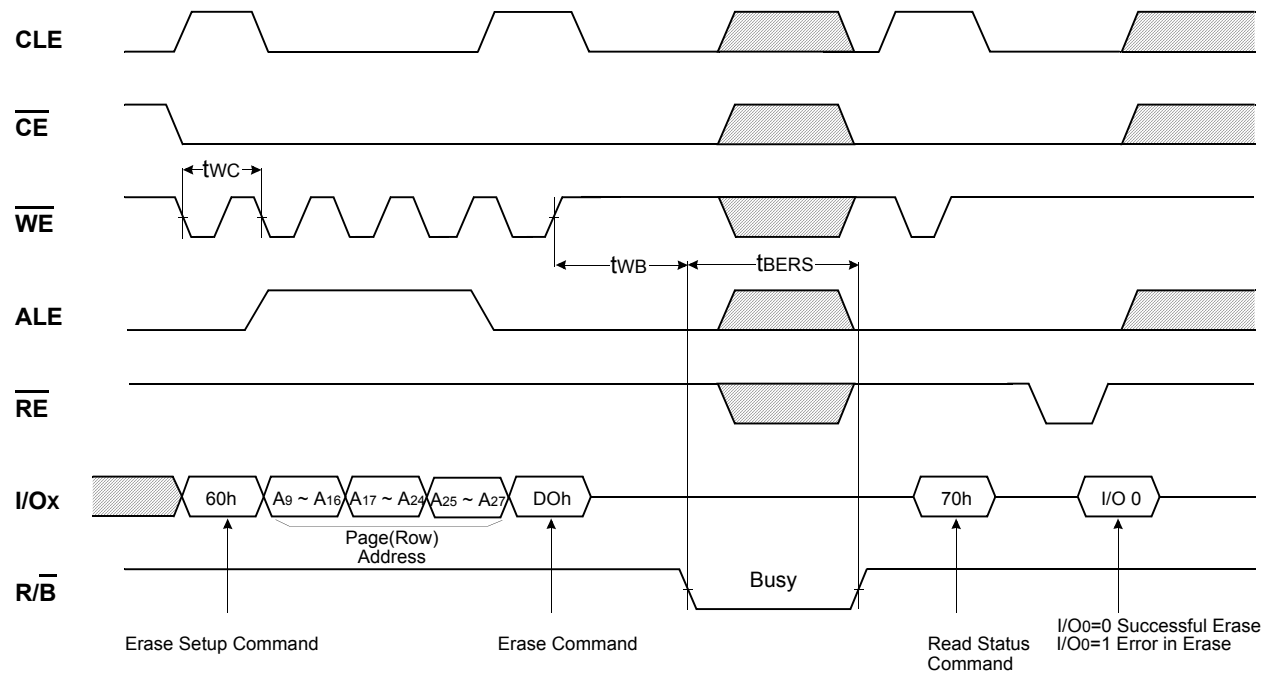 CLE
CE
tWC
WE
tWB
tBERS
ALE
RE
I/Ox
60h
A9 ~ A16
A17 ~ A24
A25 ~ A27
DOh
70h
I/O 0
Page(Row)
Address
R/B
Busy
Erase Setup Command
Erase Command
Read Status
Command
I/O0=0 Successful Erase
I/O0=1 Error in Erase